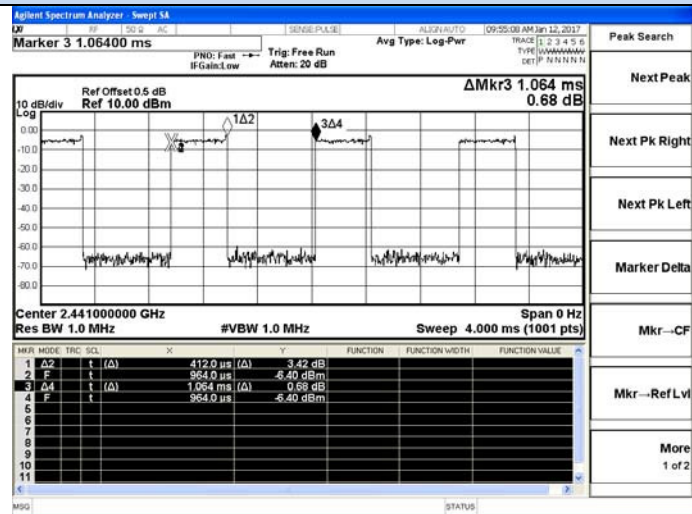 Agilent Spectrum Analyzer - Swept SA
RF 50 Ω AC SENSE:PULSE ALIGNAUTO 09:55:08 AM Jan 12, 2017
Marker 3 1.06400 ms
PNO: Fast
IFGain:Low
Trig: Free Run
Atten: 20 dB
Avg Type: Log-Pwr
TRACE 1 2 3 4 5 6
TYPE
DET P N N N N N
Peak Search
Next Peak
Next Pk Right
Next Pk Left
Marker Delta
Mkr→CF
Mkr→Ref Lvl
More
1 of 2
ΔMkr3 1.064 ms
0.68 dB
Ref Offset 0.5 dB
10 dB/div Ref 10.00 dBm
Log
0.00
-10.0
-20.0
-30.0
-40.0
-50.0
-60.0
-70.0
-80.0
1Δ2
3Δ4
Center 2.441000000 GHz Span 0 Hz
Res BW 1.0 MHz #VBW 1.0 MHz Sweep 4.000 ms (1001 pts)
MKR MODE TRC SCL X Y FUNCTION FUNCTION WIDTH FUNCTION VALUE
1 Δ2 t (Δ) 412.0 µs (Δ) 3.42 dB
2 F t 964.0 µs -6.40 dBm
3 Δ4 t (Δ) 1.064 ms (Δ) 0.68 dB
4 F t 964.0 µs -6.40 dBm
5
6
7
8
9
10
11
MSG STATUS